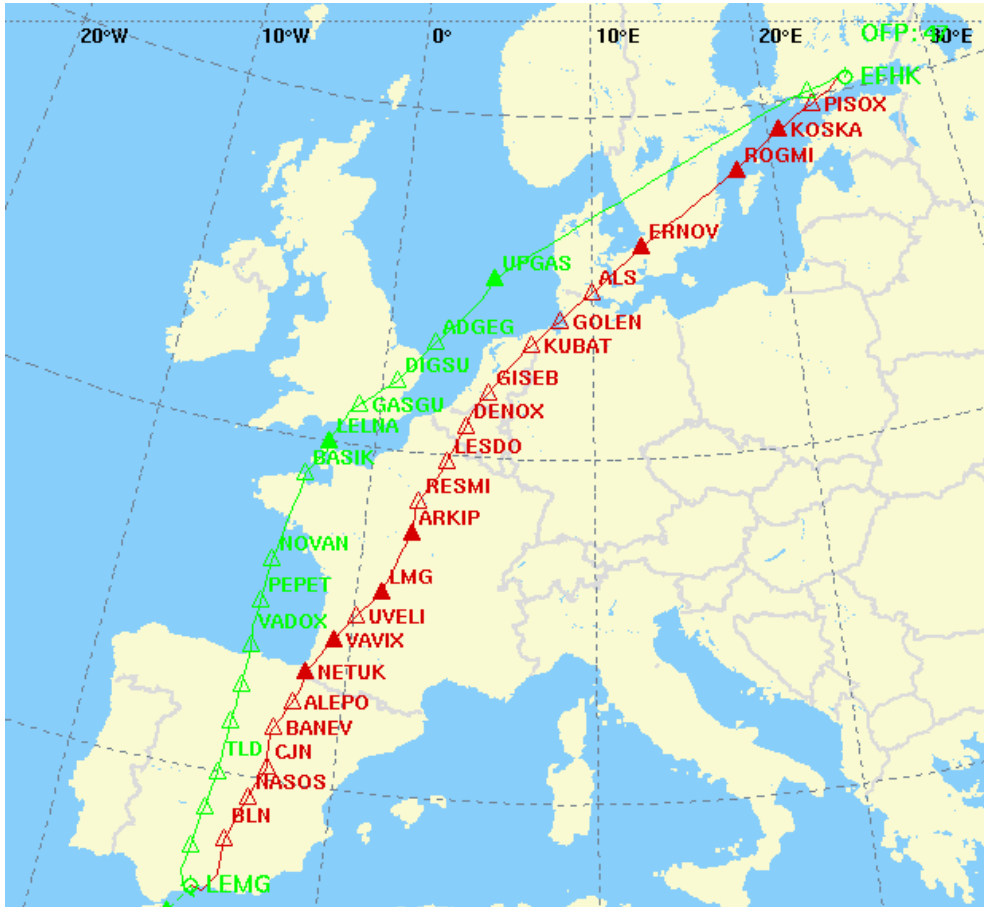 20°W
10°W
0°
10°E
20°E
30°E
OFP:
EFHK
PISOX
KOSKA
ROGMI
ERNOV
UPGAS
ALS
GOLEN
ADGEG
KUBAT
DIGSU
GISEB
GASGU
DENOX
LELNA
LESDO
BASIK
RESMI
ARKIP
NOVAN
LMG
PEPET
UVELI
VADOX
VAVIX
NETUK
ALEPO
BANEV
TLD
CJN
NASOS
BLN
LEMG